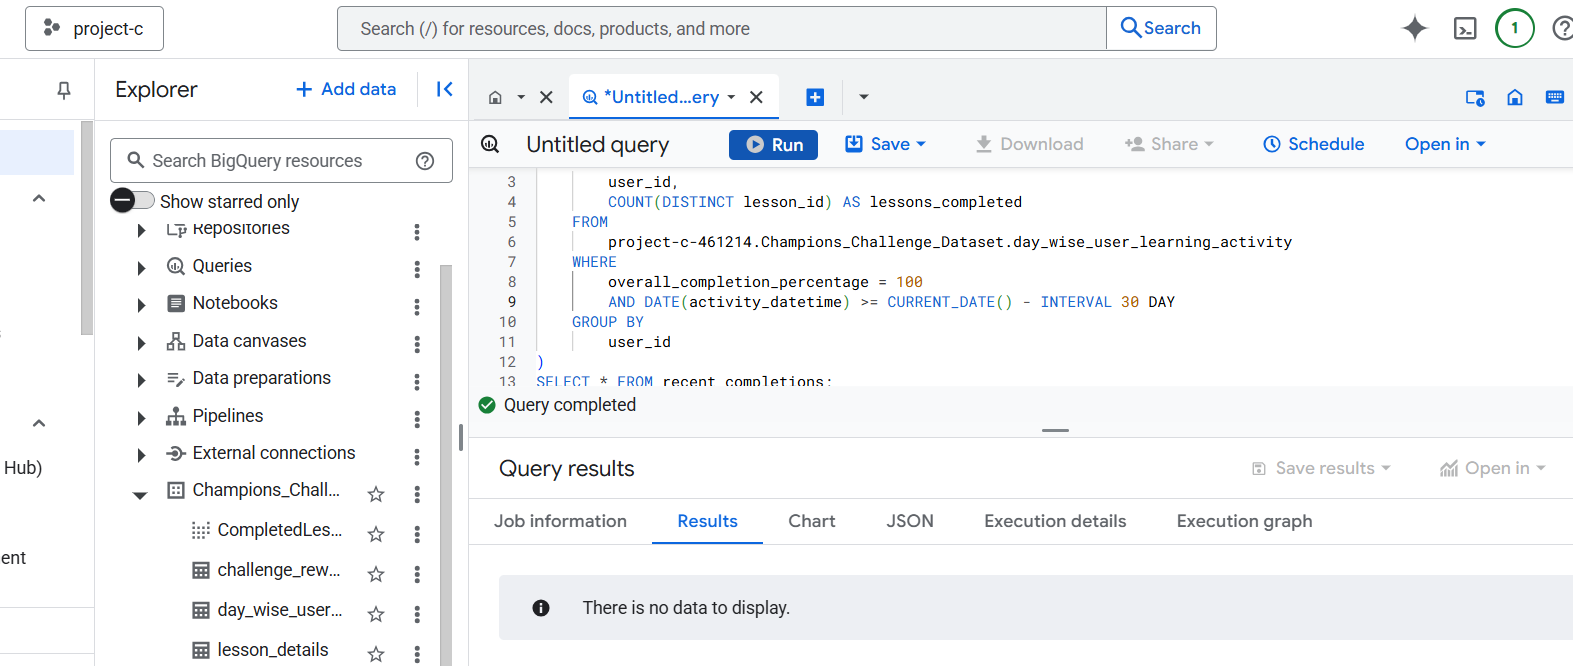 project-c
Search (/) for resources, docs, products, and more
Search
1
Explorer
+ Add data
*Untitled...ery
Search BigQuery resources
Show starred only
Repositories
Queries
Notebooks
Data canvases
Data preparations
Pipelines
External connections
Champions_Chall...
CompletedLes...
challenge_rew...
day_wise_user...
lesson_details
Hub)
ent
Untitled query
Run
Save
Download
Share
Schedule
Open in
3 user_id,
4 COUNT(DISTINCT lesson_id) AS lessons_completed
5 FROM
6 project-c-461214.Champions_Challenge_Dataset.day_wise_user_learning_activity
7 WHERE
8 overall_completion_percentage = 100
9 AND DATE(activity_datetime) >= CURRENT_DATE() - INTERVAL 30 DAY
10 GROUP BY
11 user_id
12 )
13 SELECT * FROM recent_completions;
Query completed
Query results
Save results
Open in
Job information
Results
Chart
JSON
Execution details
Execution graph
There is no data to display.